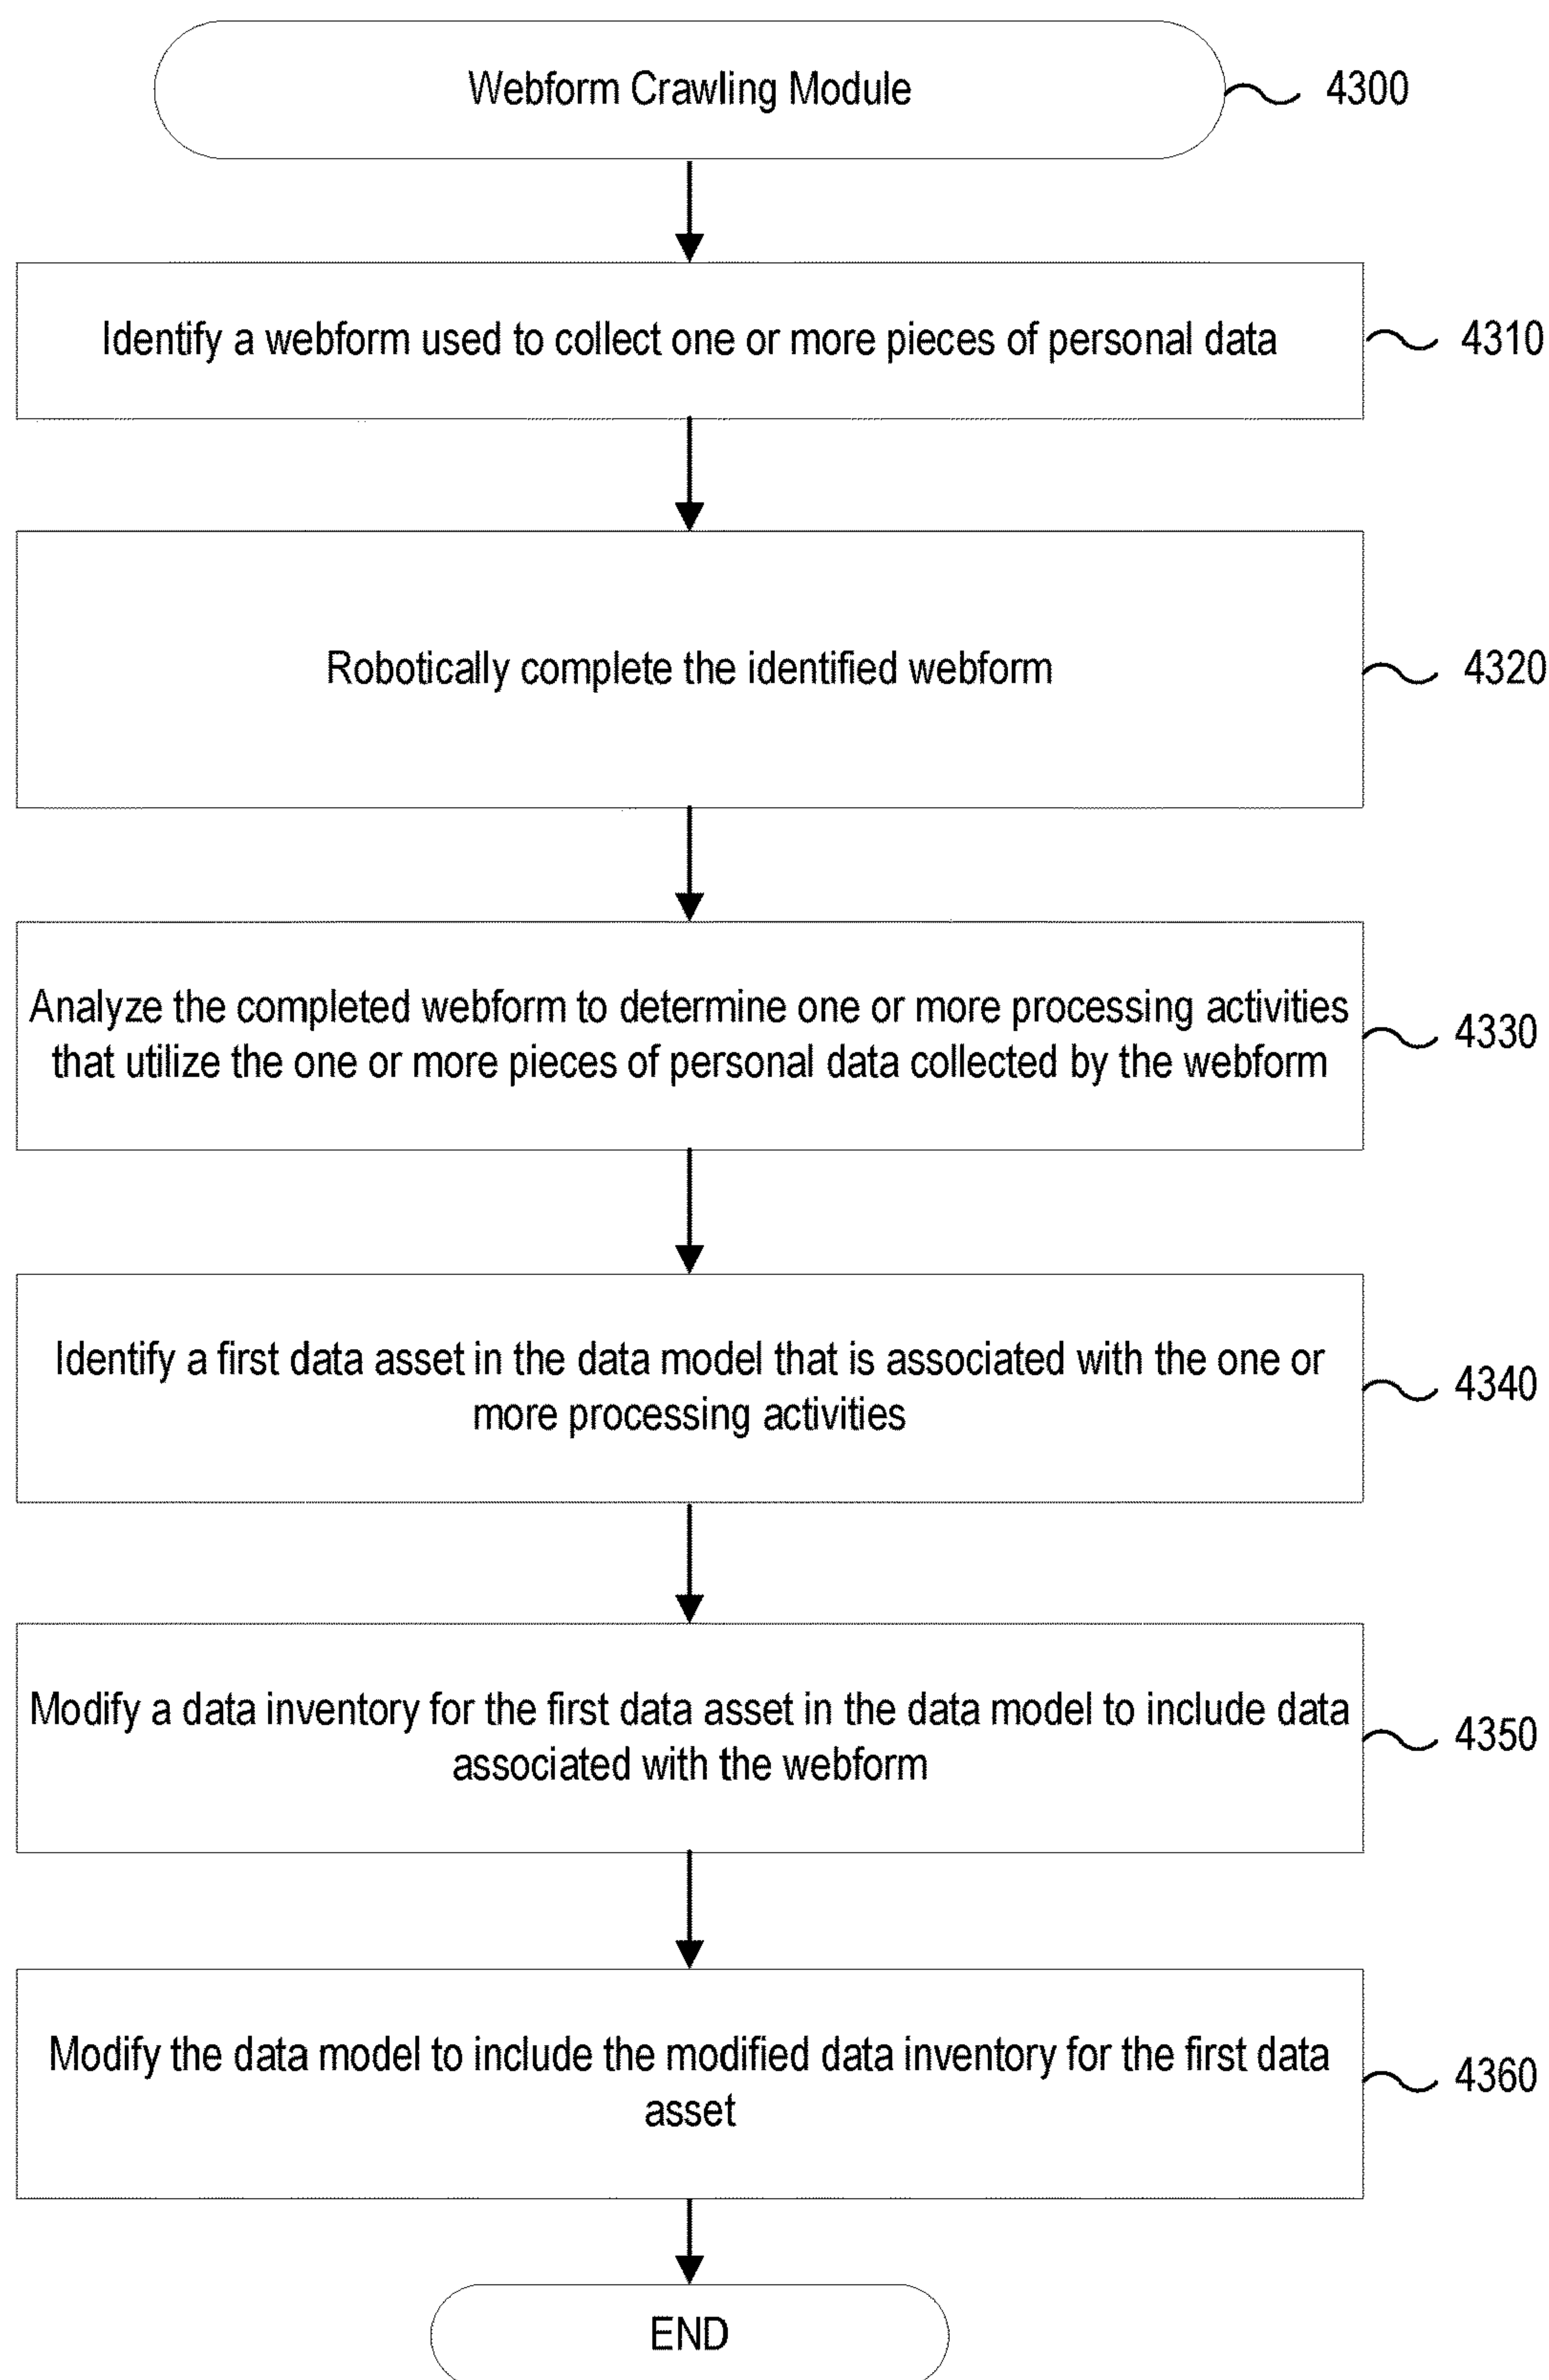 Webform Crawling Module
4300
Identify a webform used to collect one or more pieces of personal data
4310
Robotically complete the identified webform
4320
Analyze the completed webform to determine one or more processing activities
that utilize the one or more pieces of personal data collected by the webform
4330
Identify a first data asset in the data model that is associated with the one or
more processing activities
4340
Modify a data inventory for the first data asset in the data model to include data
associated with the webform
4350
Modify the data model to include the modified data inventory for the first data
asset
4360
END